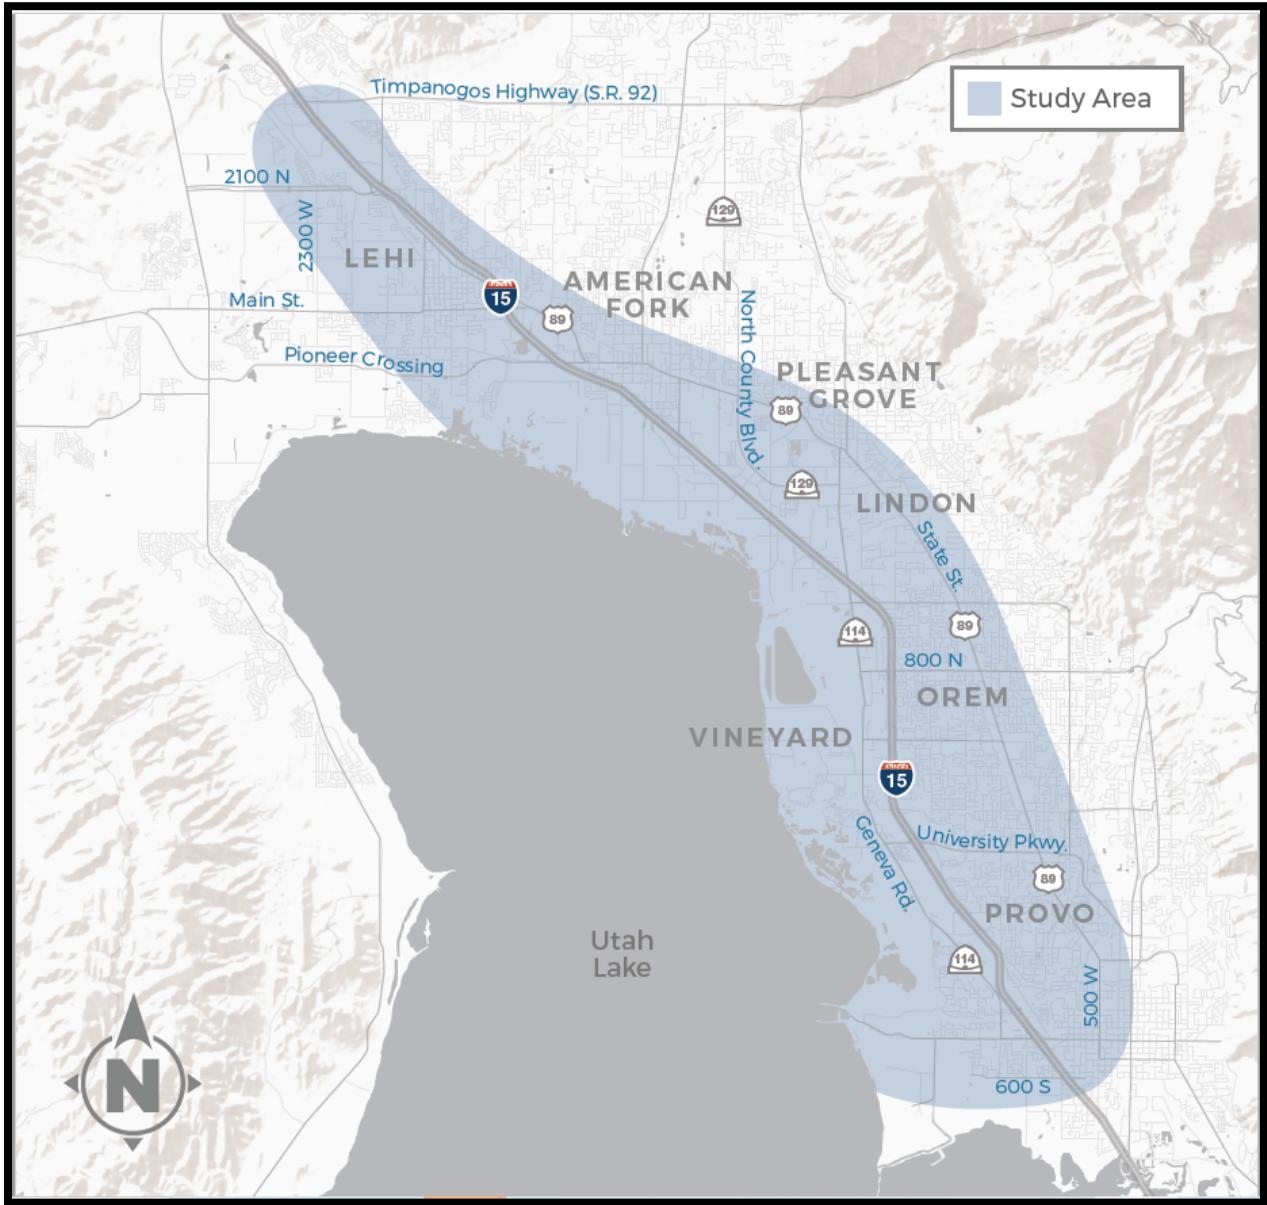 Timpanogos Highway (S.R. 92)
Study Area
2100 N
129
2300 W
LEHI
AMERICAN
FORK
15
Main St.
89
North County Blvd.
Pioneer Crossing
PLEASANT
GROVE
89
129
LINDON
State St.
114
89
800 N
OREM
VINEYARD
15
Geneva Rd.
University Pkwy.
89
PROVO
Utah
Lake
114
500 W
N
600 S